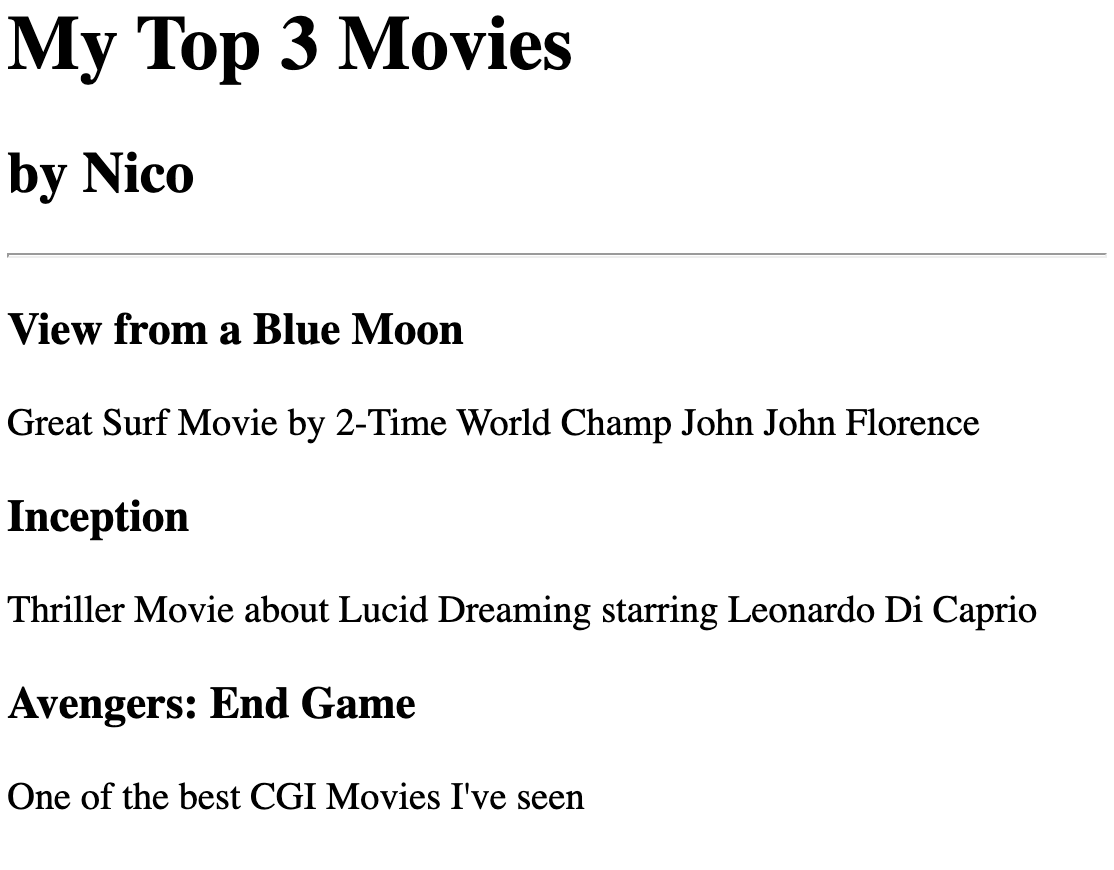 My Top 3 Movies
by Nico
View from a Blue Moon
Great Surf Movie by 2-Time World Champ John John Florence
Inception
Thriller Movie about Lucid Dreaming starring Leonardo Di Caprio
Avengers: End Game
One of the best CGI Movies I've seen